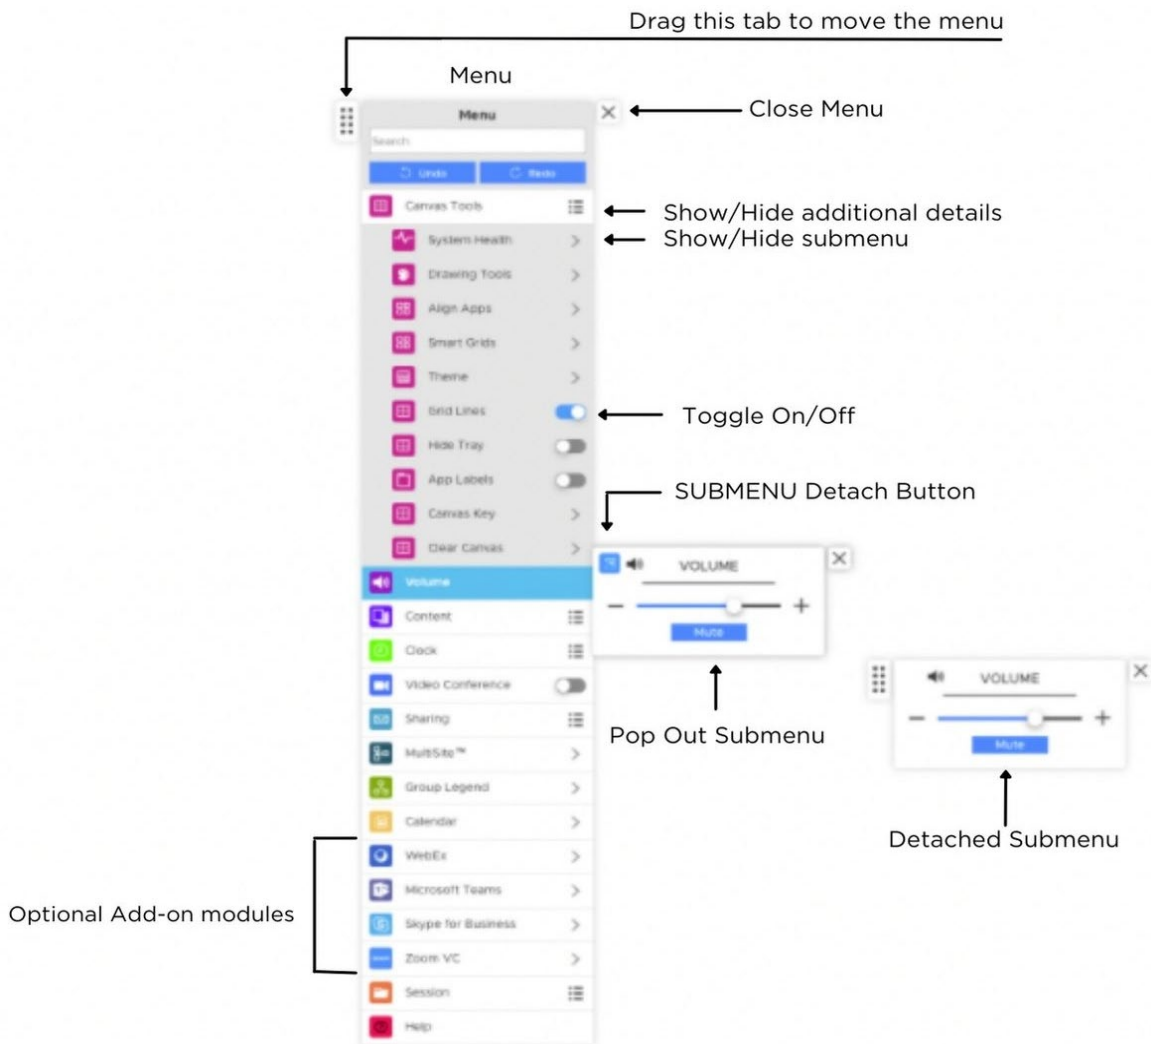 Drag this tab to move the menu
Menu
Close Menu
Menu
Search
Undo
Redo
Canvas Tools
Show/Hide additional details
System Health
Show/Hide submenu
Drawing Tools
Align Apps
Smart Grids
Theme
Grid Lines
Toggle On/Off
Hide Tray
App Labels
SUBMENU Detach Button
Canvas Key
Clear Canvas
VOLUME
Volume
Mute
Content
Clock
VOLUME
Video Conference
Sharing
Pop Out Submenu
Mute
MultiSite™
Group Legend
Calendar
Detached Submenu
WebEx
Microsoft Teams
Optional Add-on modules
Skype for Business
Zoom VC
Session
Help